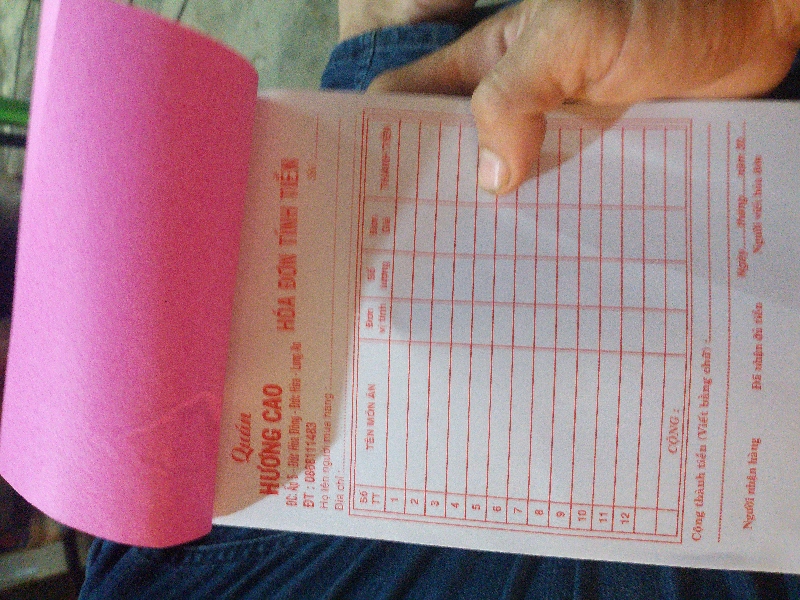 Quán
HƯƠNG CAO
HÓA ĐƠN TÍNH TIỀN
ĐC: Ấp 5 - Đức Hòa Đông - Đức Hòa - Long An
ĐT : 0868111483
Họ tên người mua hàng :
Địa chỉ :
Số TT TÊN MÓN ĂN Đơn vị tính Số lượng Đơn Giá THÀNH TIỀN
1
2
3
4
5
6
7
8
9
10
11
12
CỘNG :
Cộng thành tiền (Viết bằng chữ) :
Ngày......tháng......năm 20.....
Người nhận hàng Đã nhận đủ tiền Người viết hóa đơn